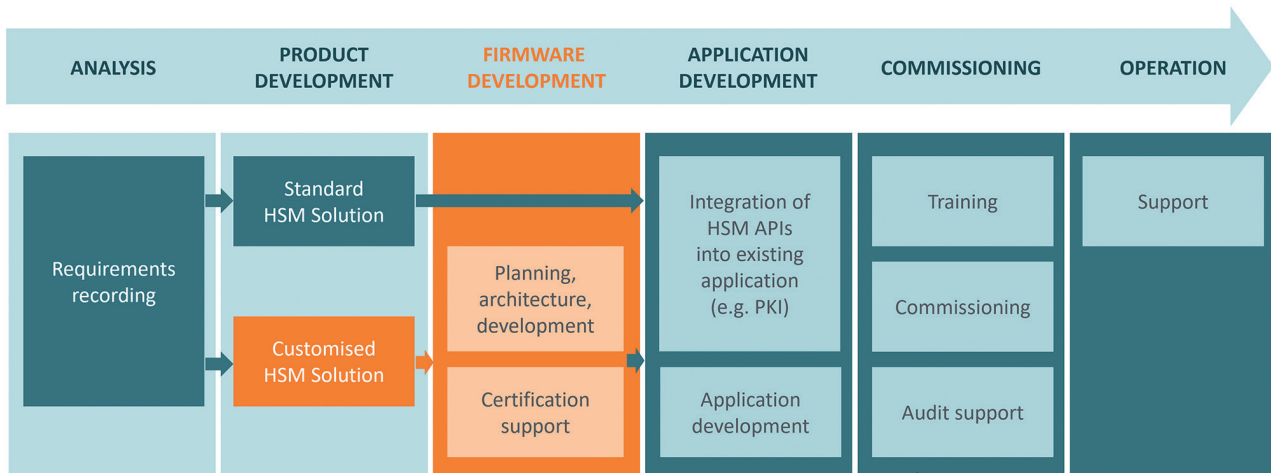 ANALYSIS
PRODUCT
DEVELOPMENT
FIRMWARE
DEVELOPMENT
APPLICATION
DEVELOPMENT
COMMISSIONING
OPERATION
Requirements
recording
Standard
HSM Solution
Customised
HSM Solution
Planning,
architecture,
development
Certification
support
Integration of
HSM APIs
into existing
application
(e.g. PKI)
Application
development
Training
Commissioning
Audit support
Support